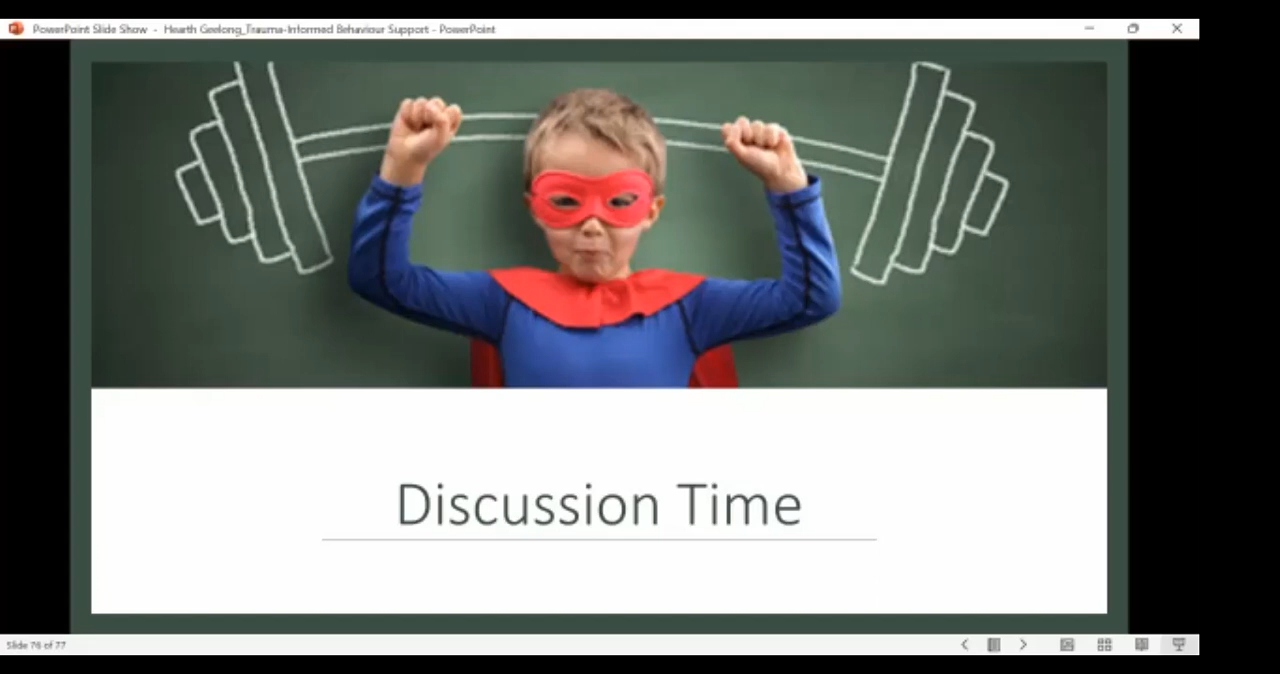 PowerPoint Slide Show - Hearth Geelong_Trauma-Informed Behaviour Support - PowerPoint
Discussion Time
Slide 76 of 77